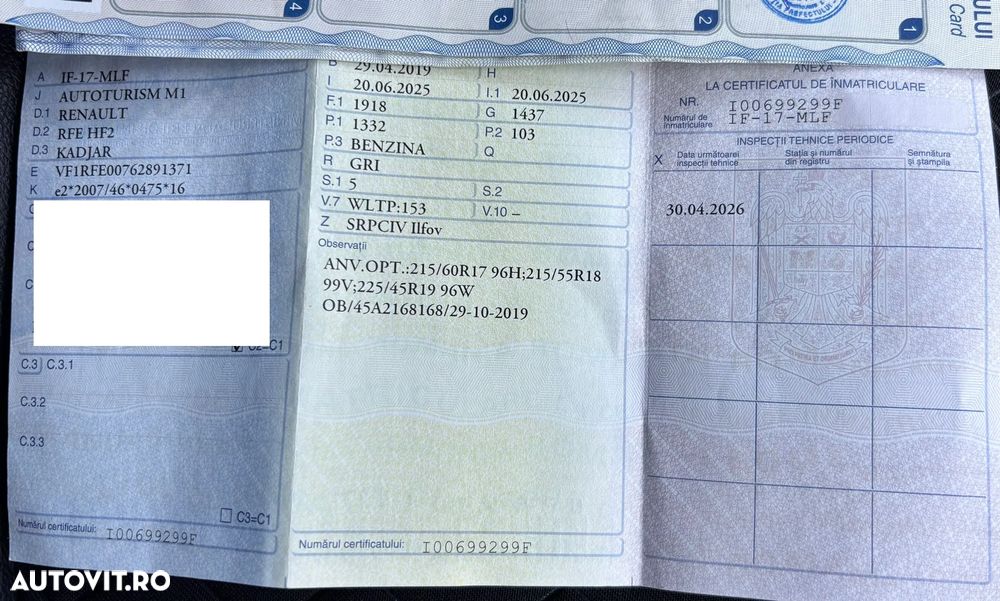 4
3
2
1
Card
A IF-17-MLF
J AUTOTURISM M1
D.1 RENAULT
D.2 RFE HF2
D.3 KADJAR
E VF1RFE00762891371
K e2*2007/46*0475*16
C2=C1
C.3 C.3.1
C.3.2
C.3.3
C3=C1
Numărul certificatului: I00699299F
B 29.04.2019 H
I 20.06.2025 I.1 20.06.2025
F.1 1918 G 1437
P.1 1332 P.2 103
P.3 BENZINA Q
R GRI
S.1 5 S.2
V.7 WLTP:153 V.10 –
Z SRPCIV Ilfov
Observații
ANV.OPT.:215/60R17 96H;215/55R18
99V;225/45R19 96W
OB/45A2168168/29-10-2019
Numărul certificatului: I00699299F
ANEXA
LA CERTIFICATUL DE ÎNMATRICULARE
NR. I00699299F
Numărul de înmatriculare IF-17-MLF
INSPECȚII TEHNICE PERIODICE
X Data următoarei inspecții tehnice
Stația și numărul din registru
Semnătura și ștampila
30.04.2026
AUTOVIT.RO